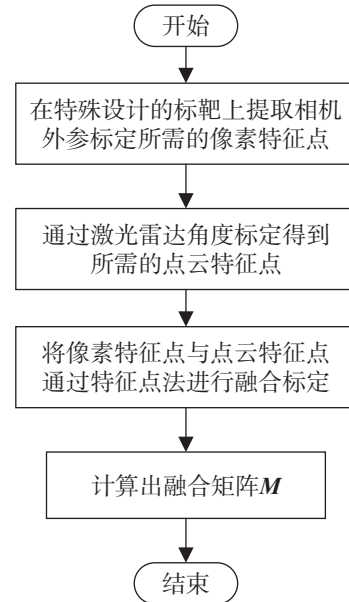 开始
在特殊设计的标靶上提取相机
外参标定所需的像素特征点
通过激光雷达角度标定得到
所需的点云特征点
将像素特征点与点云特征点
通过特征点法进行融合标定
计算出融合矩阵M
结束